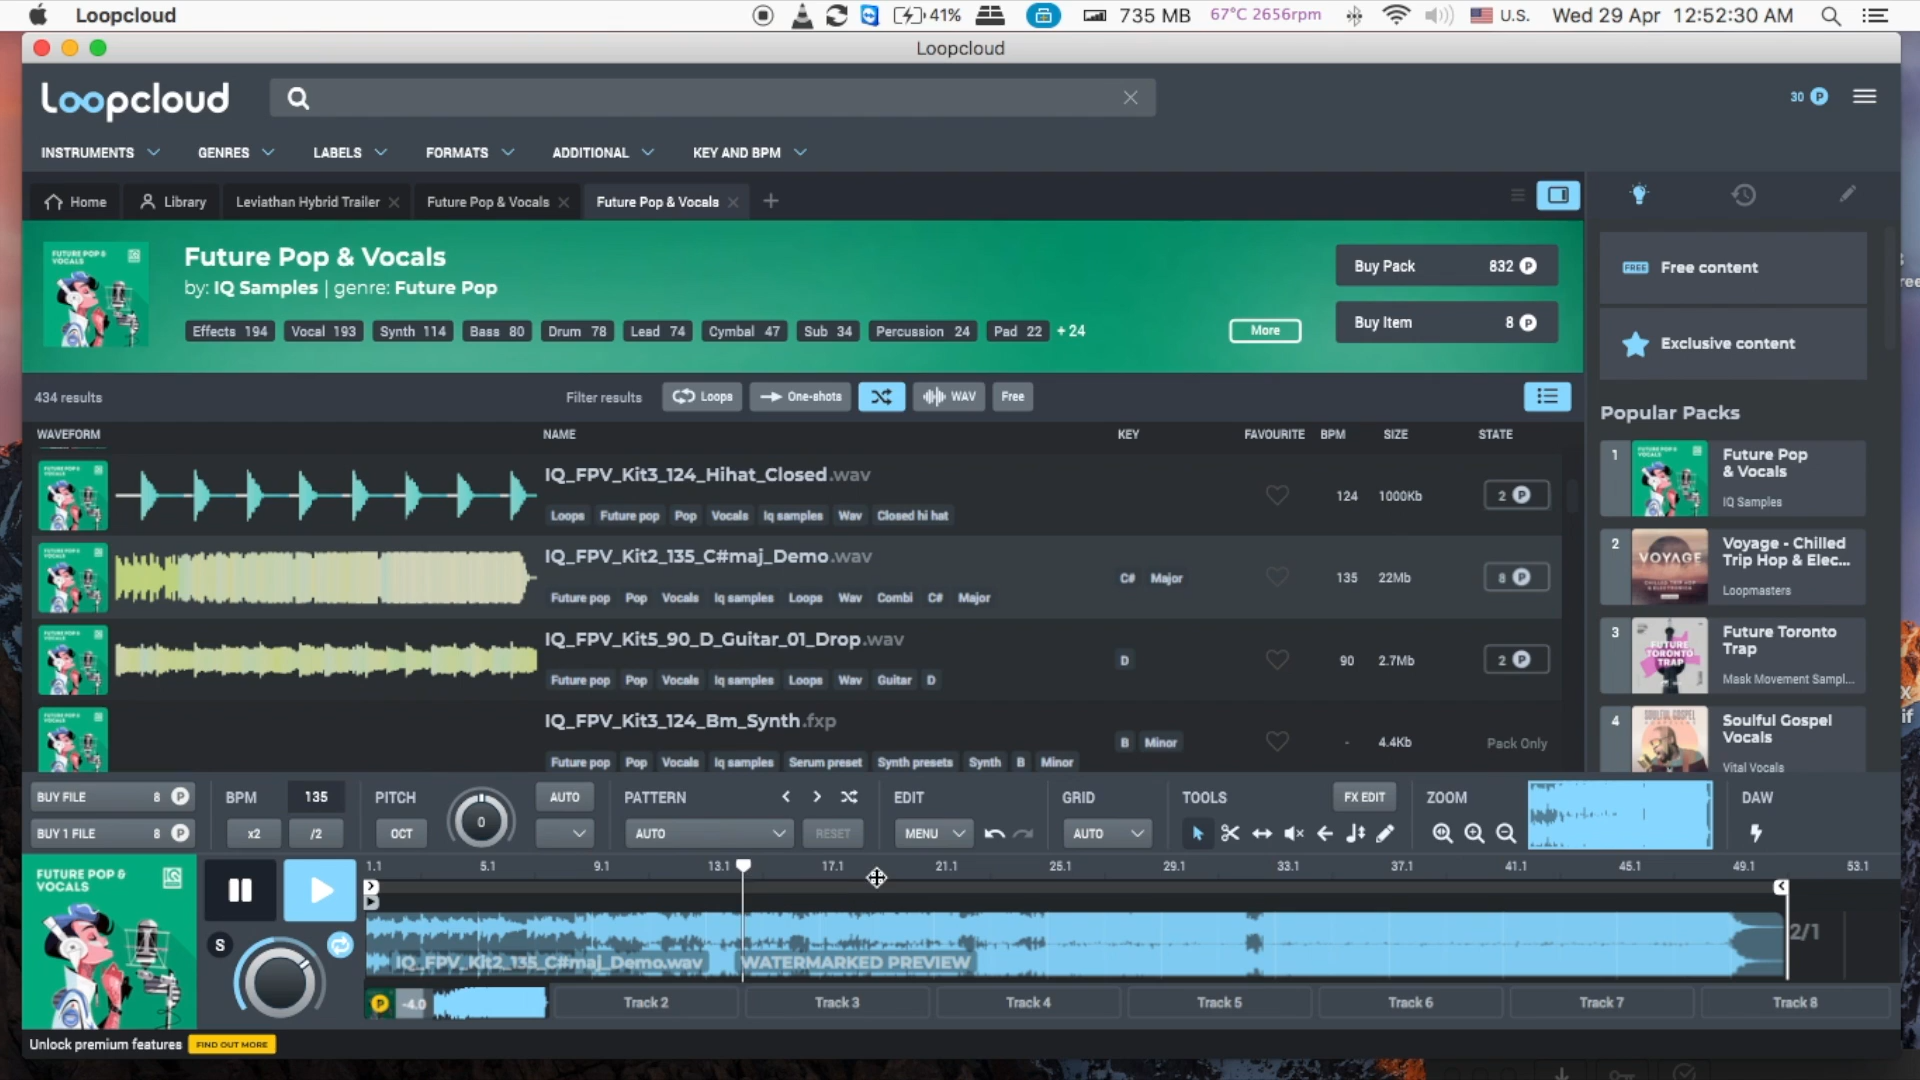 Loopcloud 41% 735 MB 67°C 2656rpm U.S. Wed 29 Apr 12:52:30 AM
Loopcloud
Loopcloud 30 P
INSTRUMENTS GENRES LABELS FORMATS ADDITIONAL KEY AND BPM
Home Library Leviathan Hybrid Trailer Future Pop & Vocals Future Pop & Vocals
FUTURE POP & VOCALS
Future Pop & Vocals
by: IQ Samples | genre: Future Pop
Effects 194 Vocal 193 Synth 114 Bass 80 Drum 78 Lead 74 Cymbal 47 Sub 34 Percussion 24 Pad 22 + 24
More
Buy Pack 832 P
Buy Item 8 P
FREE Free content
Exclusive content
434 results Filter results Loops One-shots WAV Free
WAVEFORM NAME KEY FAVOURITE BPM SIZE STATE
IQ_FPV_Kit3_124_Hihat_Closed.wav
124 1000Kb 2 P
Loops Future pop Pop Vocals Iq samples Wav Closed hi hat
IQ_FPV_Kit2_135_C#maj_Demo.wav
C# Major 135 22Mb 8 P
Future pop Pop Vocals Iq samples Loops Wav Combi C# Major
IQ_FPV_Kit5_90_D_Guitar_01_Drop.wav
D 90 2.7Mb 2 P
Future pop Pop Vocals Iq samples Loops Wav Guitar D
IQ_FPV_Kit3_124_Bm_Synth.fxp
B Minor - 4.4Kb Pack Only
Future pop Pop Vocals Iq samples Serum preset Synth presets Synth B Minor
Popular Packs
1 Future Pop & Vocals
IQ Samples
2 VOYAGE Voyage - Chilled Trip Hop & Elec...
Loopmasters
3 FUTURE TORONTO TRAP Future Toronto Trap
Mask Movement Sampl...
4 SOULFUL GOSPEL VOCALS Soulful Gospel Vocals
Vital Vocals
BUY FILE 8 P BPM 135 PITCH 0 AUTO PATTERN EDIT GRID TOOLS FX EDIT ZOOM DAW
BUY 1 FILE 8 P x2 /2 OCT AUTO RESET MENU AUTO
1.1 5.1 9.1 13.1 17.1 21.1 25.1 29.1 33.1 37.1 41.1 45.1 49.1 53.1
FUTURE POP &
VOCALS IQ
S
2/1
IQ_FPV_Kit2_135_C#maj_Demo.wav WATERMARKED PREVIEW
P -4.0 Track 2 Track 3 Track 4 Track 5 Track 6 Track 7 Track 8
Unlock premium features FIND OUT MORE